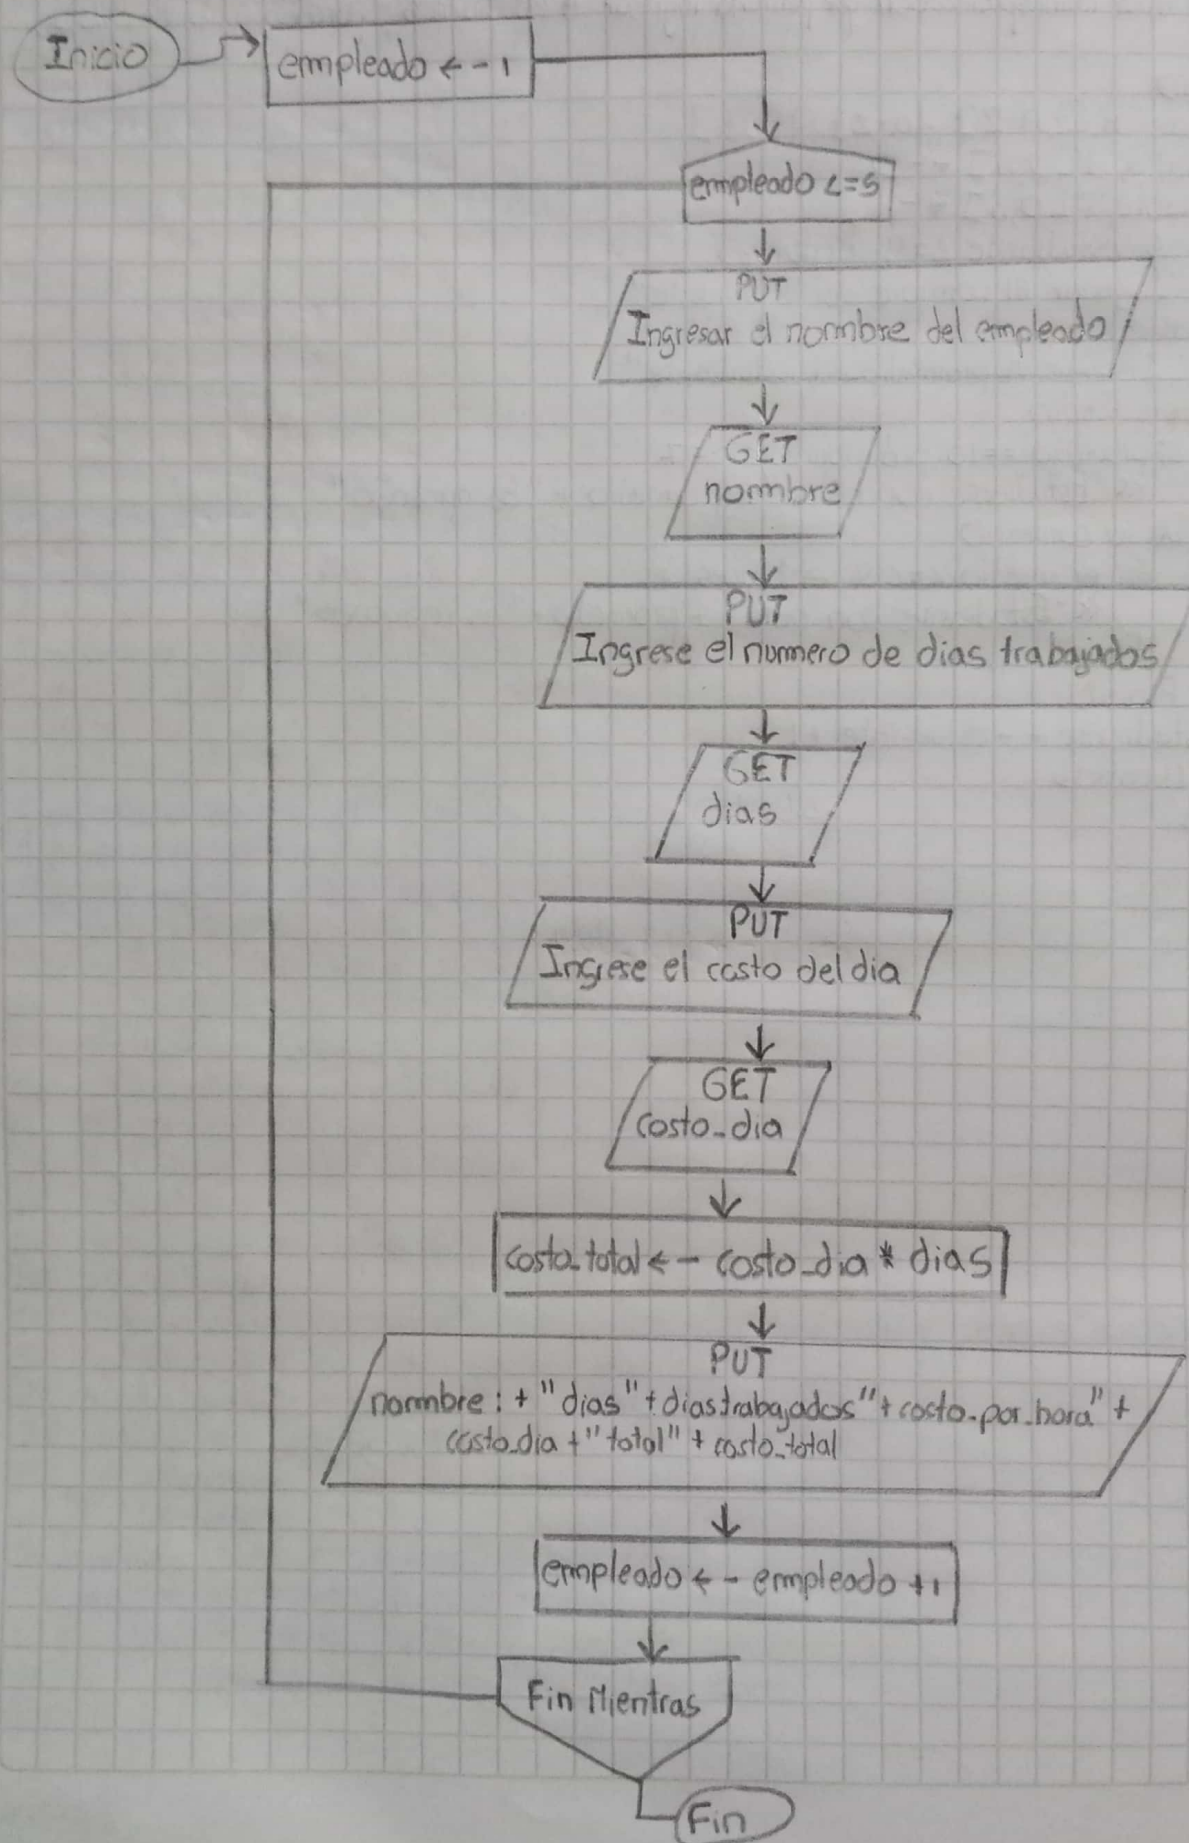 Inicio
empleado <- 1
empleado <=5
PUT
Ingresar el nombre del empleado
GET
nombre
PUT
Ingrese el numero de dias trabajados
GET
dias
PUT
Ingrese el costo del dia
GET
costo_dia
costo_total <- costo_dia * dias
PUT
nombre: + "dias" + diastrabajados "+ costo_por_hora" +
costo_dia + "total" + costo_total
empleado <- empleado +1
Fin Mientras
Fin